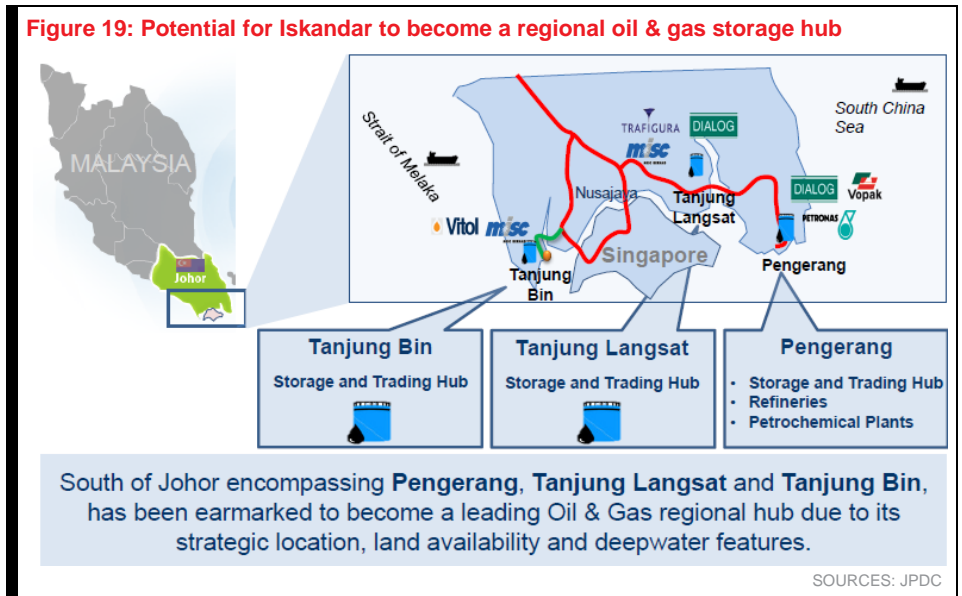 Figure 19: Potential for Iskandar to become a regional oil & gas storage hub
MALAYSIA
Johor
Strait of Melaka
South China
Sea
TRAFIGURA
DIALOG
misc
Nusajaya
Tanjung
Langsat
DIALOG
Vopak
PETRONAS
Pengerang
Vitol
misc
Tanjung
Bin
Singapore
Tanjung Bin
Storage and Trading Hub
Tanjung Langsat
Storage and Trading Hub
Pengerang
• Storage and Trading Hub
• Refineries
• Petrochemical Plants
South of Johor encompassing Pengerang, Tanjung Langsat and Tanjung Bin,
has been earmarked to become a leading Oil & Gas regional hub due to its
strategic location, land availability and deepwater features.
SOURCES: JPDC